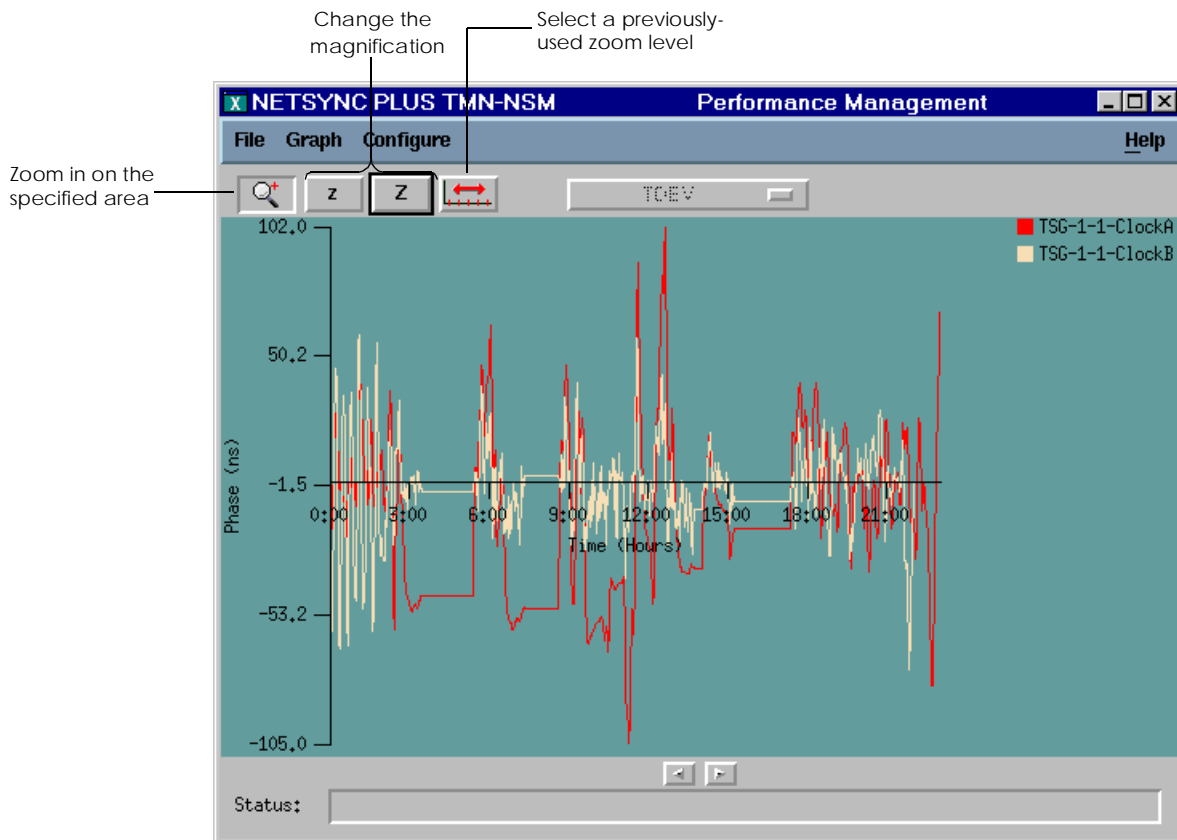 Change the
magnification
Select a previously-
used zoom level
Zoom in on the
specified area
X NETSYNC PLUS TMN-NSM Performance Management
File Graph Configure Help
z Z TDEV
TSG-1-1-ClockA
TSG-1-1-ClockB
102.0
50.2
-1.5
-53.2
-105.0
Phase (ns)
0:00 3:00 6:00 9:00 12:00 15:00 18:00 21:00
Time (Hours)
Status: